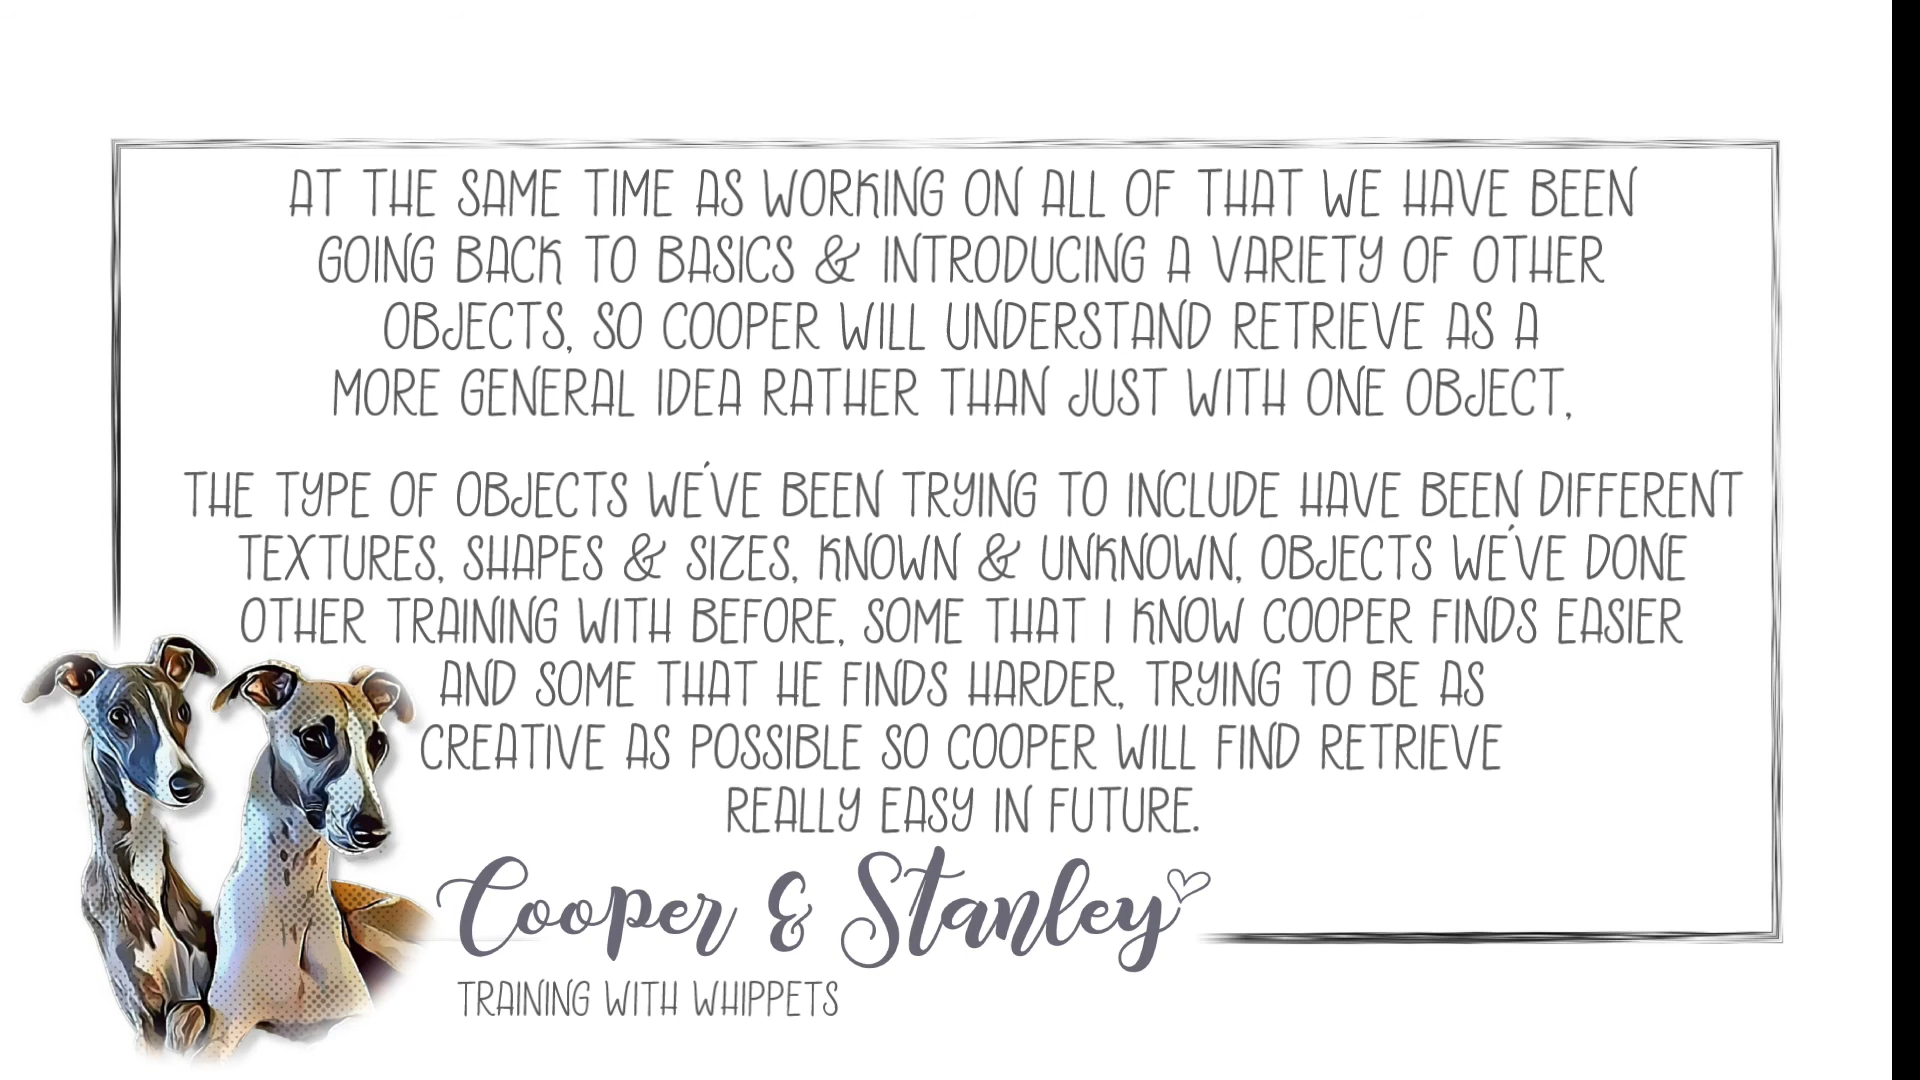 AT THE SAME TIME AS WORKING ON ALL OF THAT WE HAVE BEEN
GOING BACK TO BASICS & INTRODUCING A VARIETY OF OTHER
OBJECTS, SO COOPER WILL UNDERSTAND RETRIEVE AS A
MORE GENERAL IDEA RATHER THAN JUST WITH ONE OBJECT,
THE TYPE OF OBJECTS WE'VE BEEN TRYING TO INCLUDE HAVE BEEN DIFFERENT
TEXTURES, SHAPES & SIZES, KNOWN & UNKNOWN, OBJECTS WE'VE DONE
OTHER TRAINING WITH BEFORE, SOME THAT I KNOW COOPER FINDS EASIER
AND SOME THAT HE FINDS HARDER, TRYING TO BE AS
CREATIVE AS POSSIBLE SO COOPER WILL FIND RETRIEVE
REALLY EASY IN FUTURE.
Cooper & Stanley
TRAINING WITH WHIPPETS